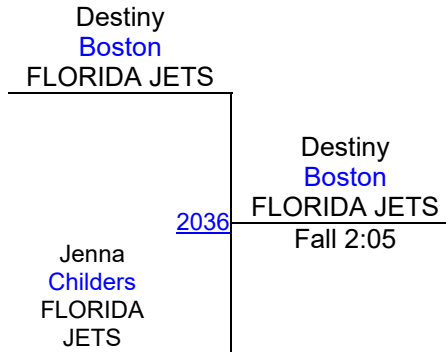 Destiny
Boston
FLORIDA JETS
Destiny
Boston
FLORIDA JETS
2036
Fall 2:05
Jenna
Childers
FLORIDA
JETS